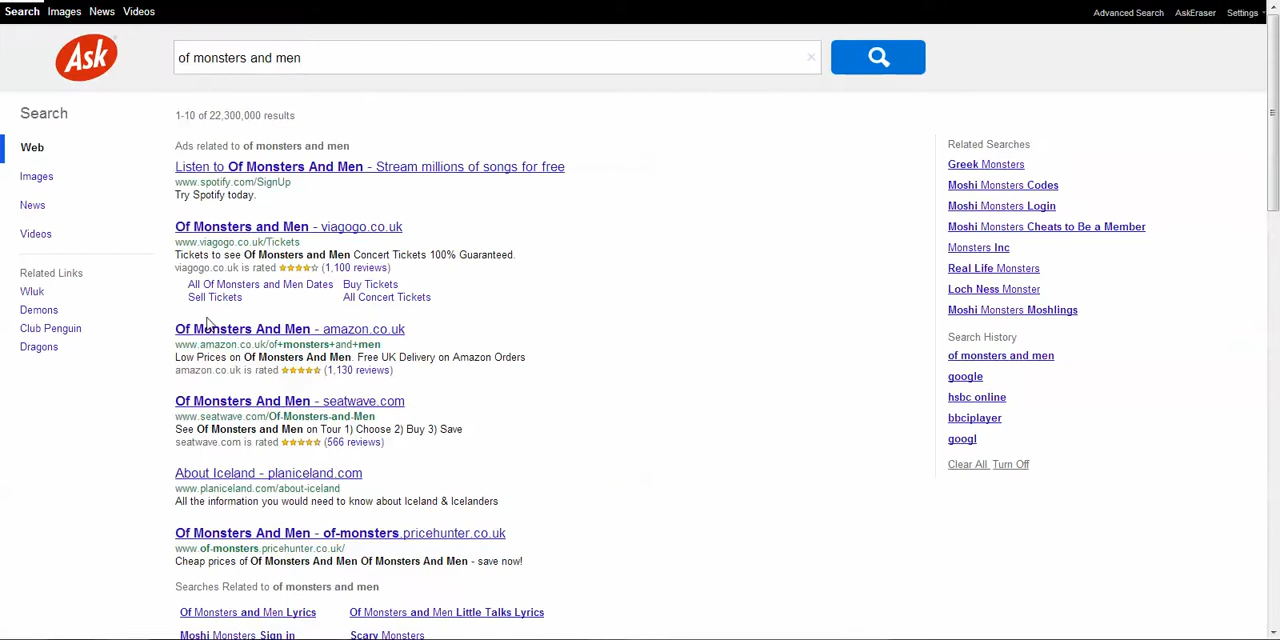 Search Images News Videos
Advanced Search AskEraser Settings
Ask
of monsters and men ×
Search
Web
Images
News
Videos
Related Links
Wluk
Demons
Club Penguin
Dragons
1-10 of 22,300,000 results
Ads related to of monsters and men
Listen to Of Monsters And Men - Stream millions of songs for free
www.spotify.com/SignUp
Try Spotify today.
Of Monsters and Men - viagogo.co.uk
www.viagogo.co.uk/Tickets
Tickets to see Of Monsters and Men Concert Tickets 100% Guaranteed.
viagogo.co.uk is rated (1,100 reviews)
All Of Monsters and Men Dates Buy Tickets
Sell Tickets All Concert Tickets
Of Monsters And Men - amazon.co.uk
www.amazon.co.uk/of+monsters+and+men
Low Prices on Of Monsters And Men. Free UK Delivery on Amazon Orders
amazon.co.uk is rated (1,130 reviews)
Of Monsters And Men - seatwave.com
www.seatwave.com/Of-Monsters-and-Men
See Of Monsters and Men on Tour 1) Choose 2) Buy 3) Save
seatwave.com is rated (566 reviews)
About Iceland - planiceland.com
www.planiceland.com/about-iceland
All the information you would need to know about Iceland & Icelanders
Of Monsters And Men - of-monsters.pricehunter.co.uk
www.of-monsters.pricehunter.co.uk/
Cheap prices of Of Monsters And Men Of Monsters And Men - save now!
Searches Related to of monsters and men
Of Monsters and Men Lyrics Of Monsters and Men Little Talks Lyrics
Moshi Monsters Sign in Scary Monsters
Related Searches
Greek Monsters
Moshi Monsters Codes
Moshi Monsters Login
Moshi Monsters Cheats to Be a Member
Monsters Inc
Real Life Monsters
Loch Ness Monster
Moshi Monsters Moshlings
Search History
of monsters and men
google
hsbc online
bbciplayer
googl
Clear All Turn Off